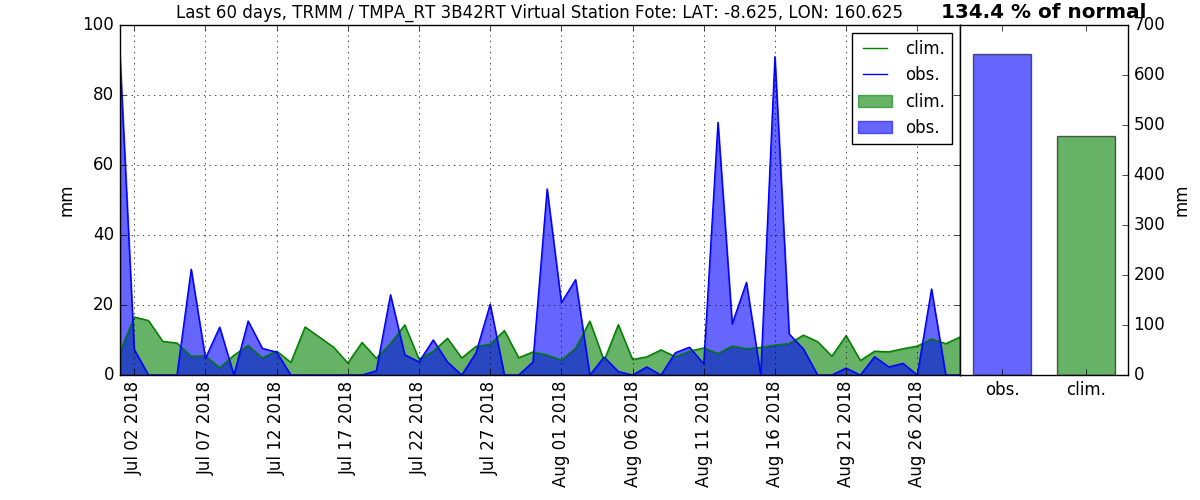 Last 60 days, TRMM / TMPA_RT 3B42RT Virtual Station Fote: LAT: -8.625, LON: 160.625
134.4 % of normal
100
80
60
40
20
0
mm
clim.
obs.
clim.
obs.
Jul 02 2018
Jul 07 2018
Jul 12 2018
Jul 17 2018
Jul 22 2018
Jul 27 2018
Aug 01 2018
Aug 06 2018
Aug 11 2018
Aug 16 2018
Aug 21 2018
Aug 26 2018
700
600
500
400
300
200
100
0
mm
obs.
clim.